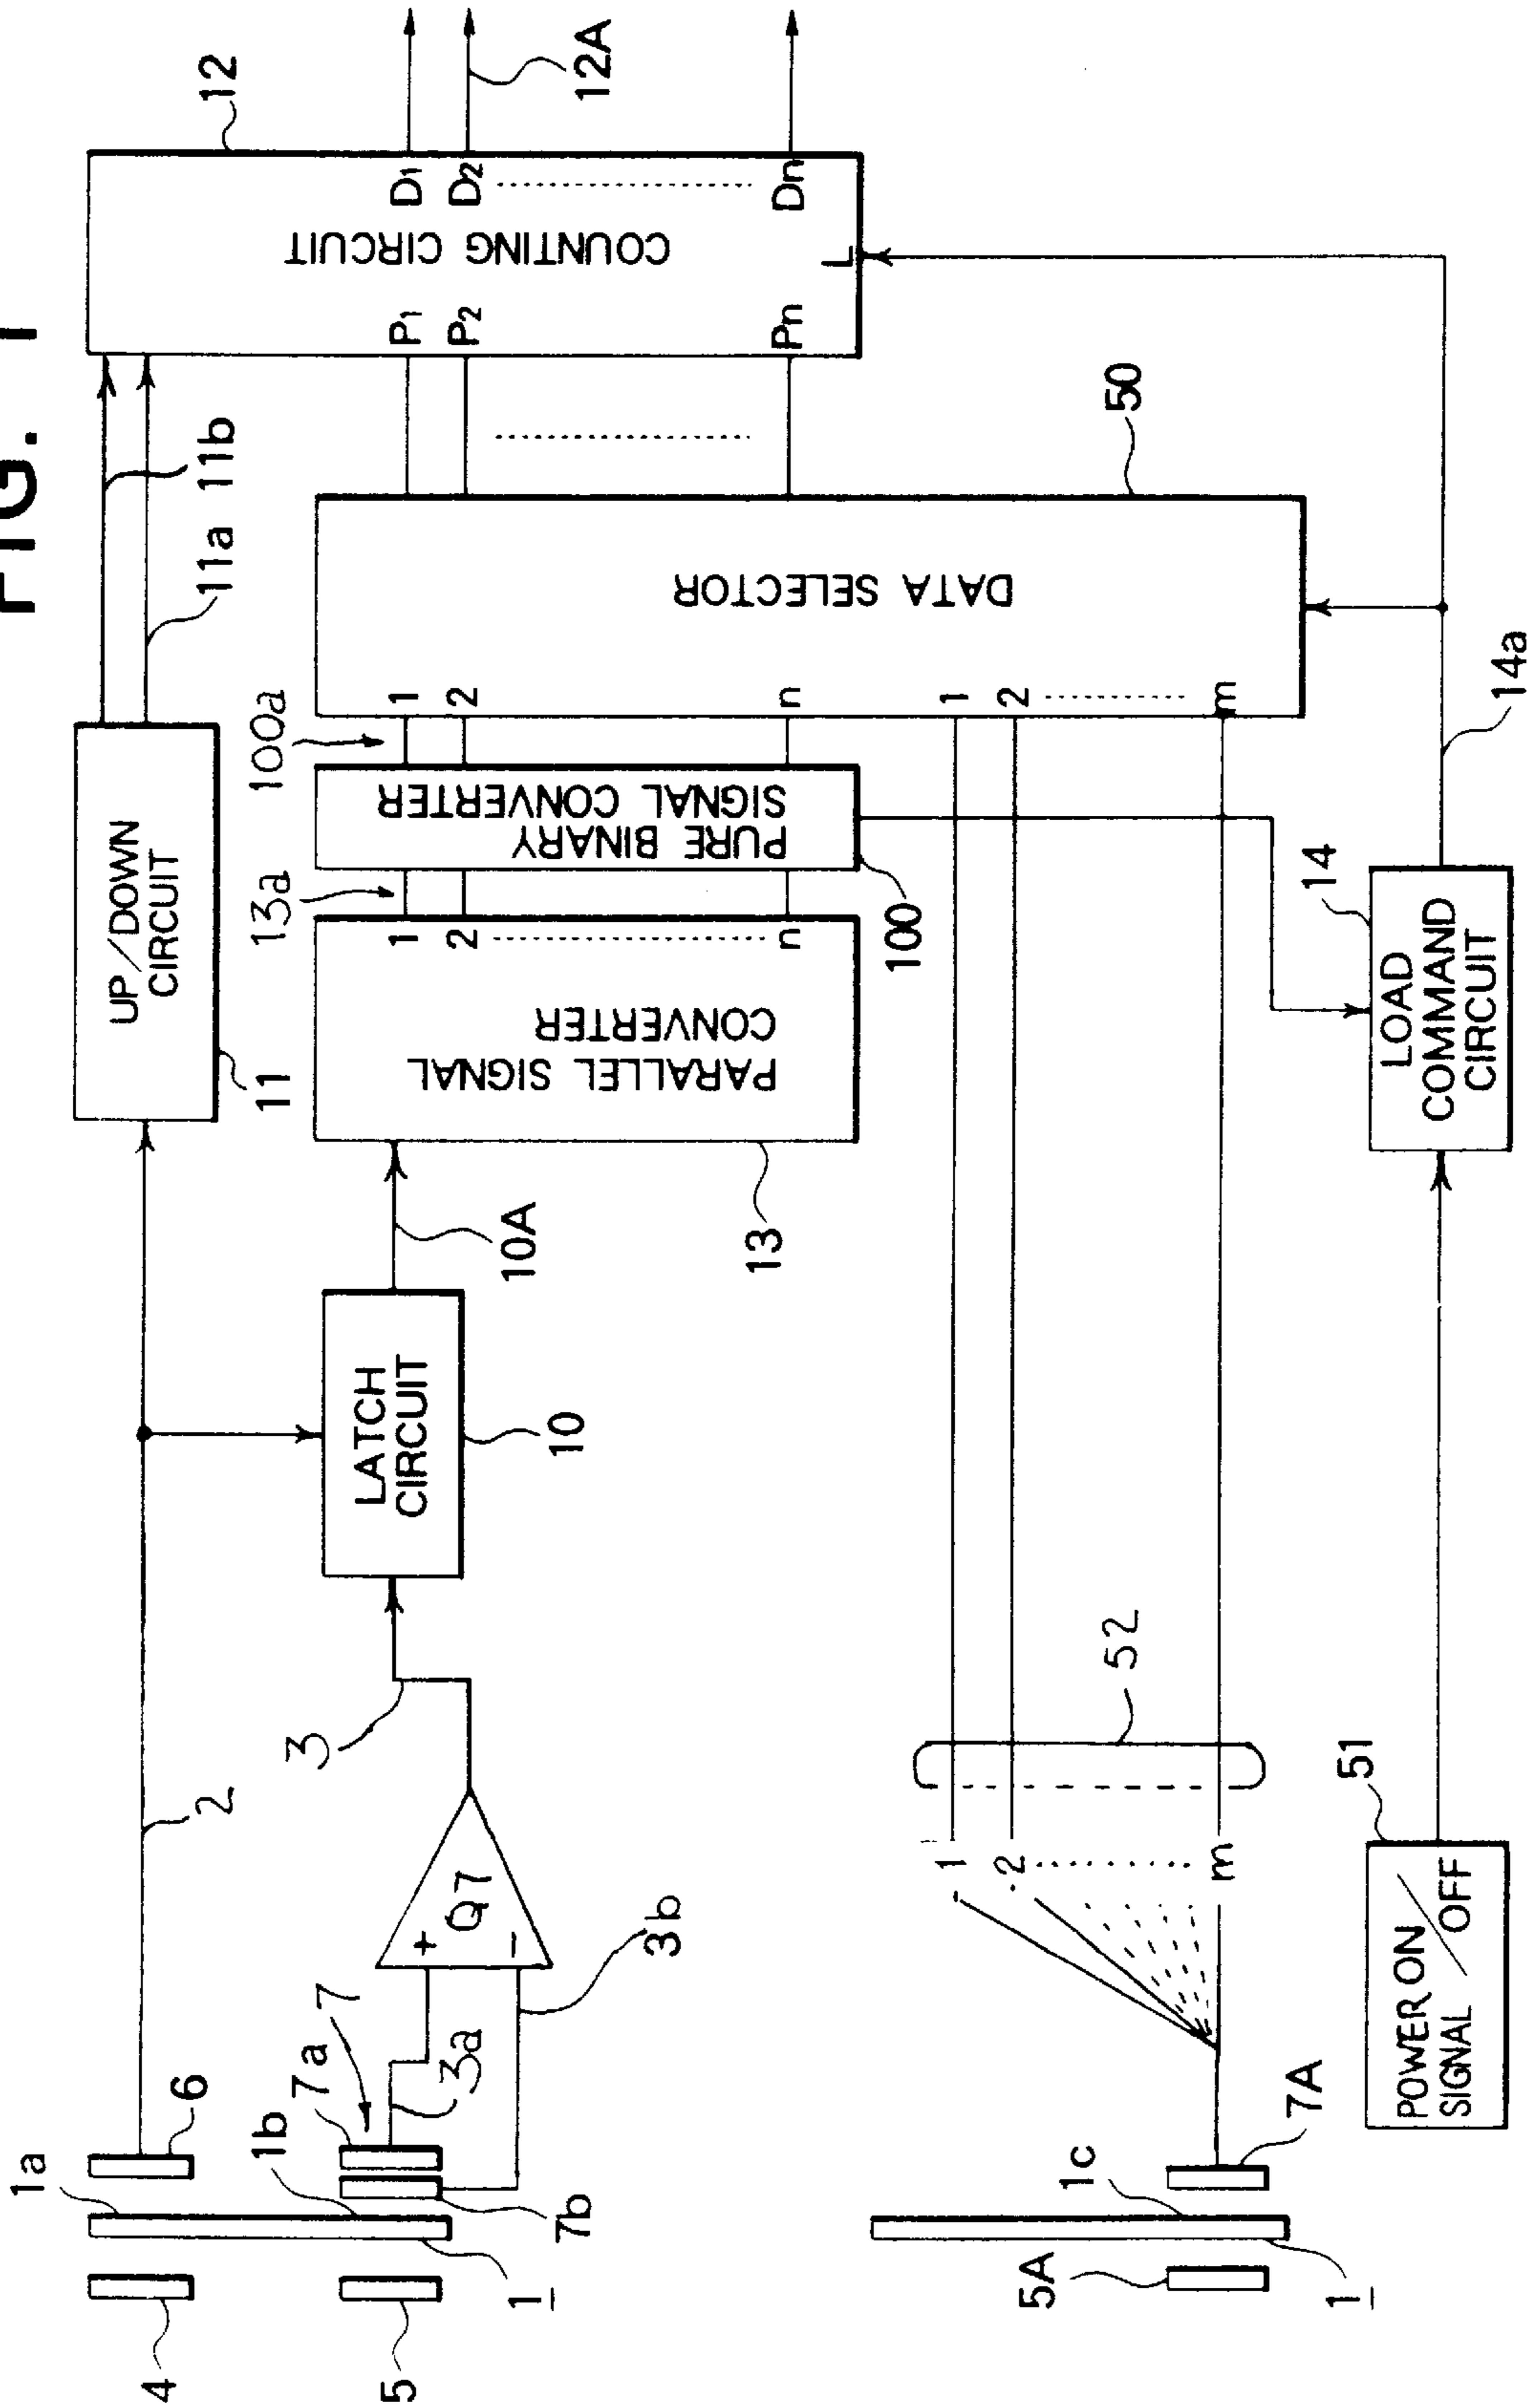 FIG. 1
1a
6
2
11
UP/DOWN
CIRCUIT
11a
11b
12
COUNTING CIRCUIT
P1
P2
Pn
D1
D2
Dn
L
12A
4
5
1
1b
7a
7
7b
3a
3b
+
−
Q7
3
LATCH
CIRCUIT
10
10A
13
PARALLEL SIGNAL
CONVERTER
1
2
n
13a
PURE BINARY
SIGNAL CONVERTER
100
100a
1
2
n
1
2
m
DATA SELECTOR
50
5A
1
1c
7A
1
2
m
52
POWER ON
/OFF
SIGNAL
51
LOAD
COMMAND
CIRCUIT
14
14a